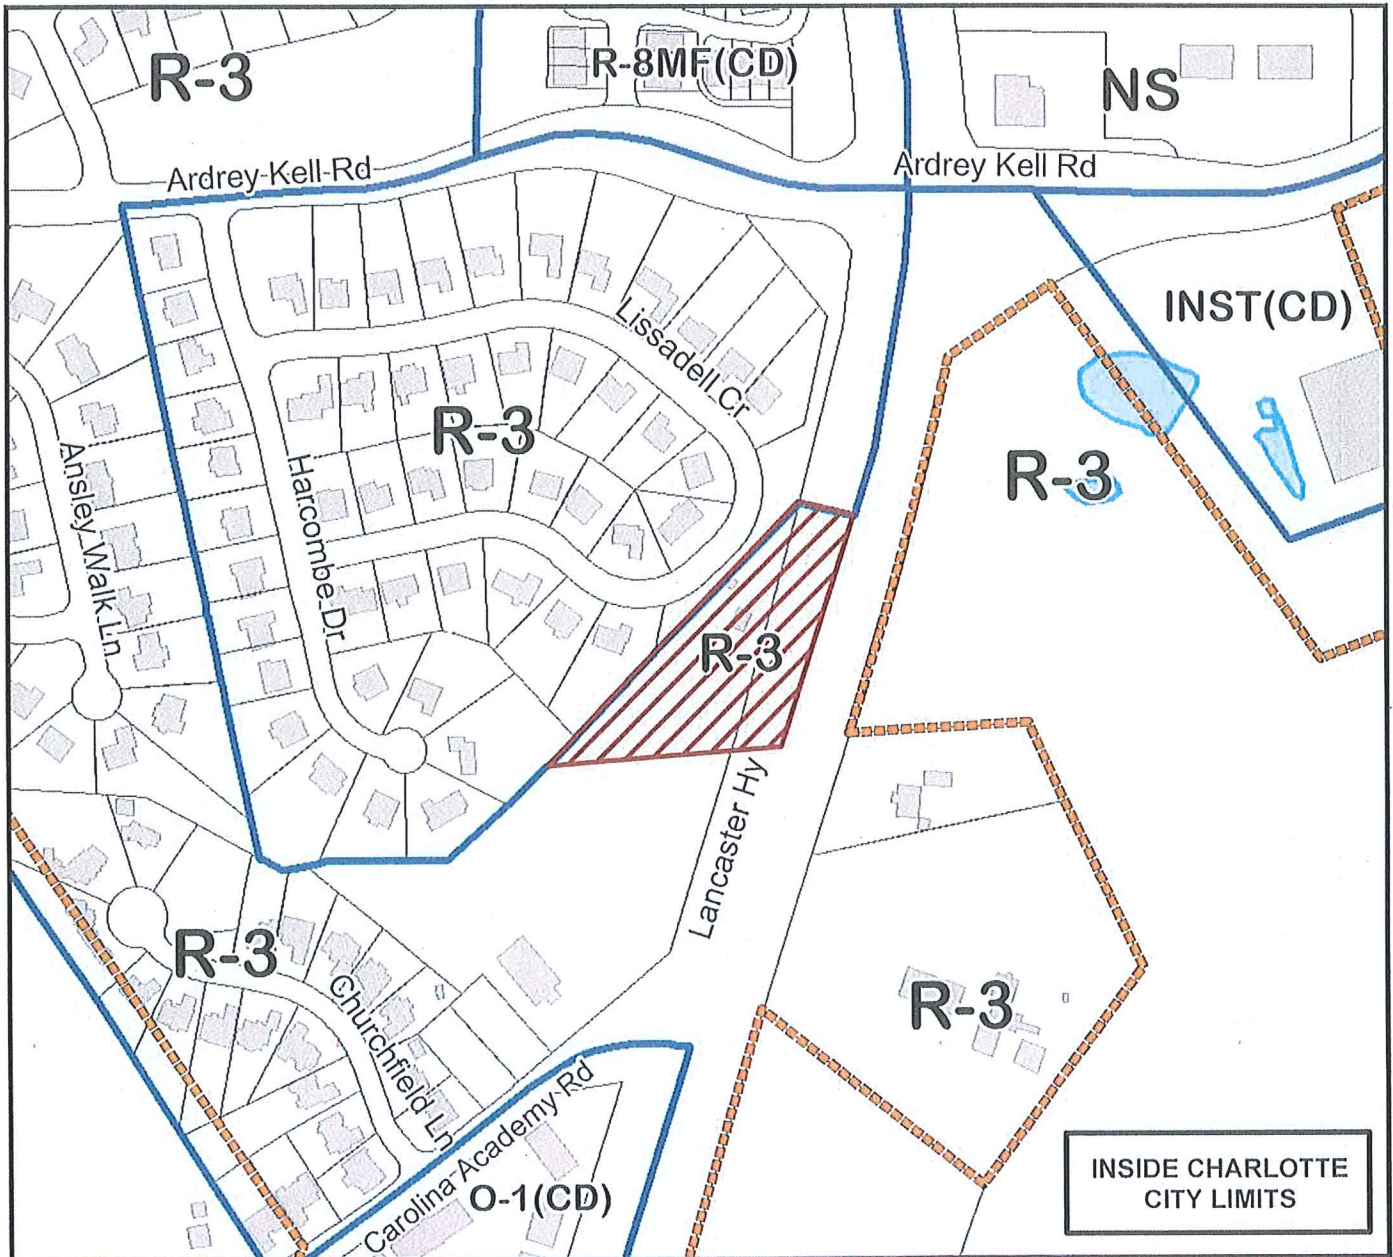 R-3
R-8MF(CD)
NS
Ardrey-Kell-Rd
Ardrey Kell Rd
INST(CD)
Lissadell Cr
R-3
R-3
Ansley Walk Ln
Harcombe-Dr
R-3
Lancaster Hy
R-3
Churchfield Ln
R-3
Carolina Academy Rd
O-1(CD)
INSIDE CHARLOTTE
CITY LIMITS